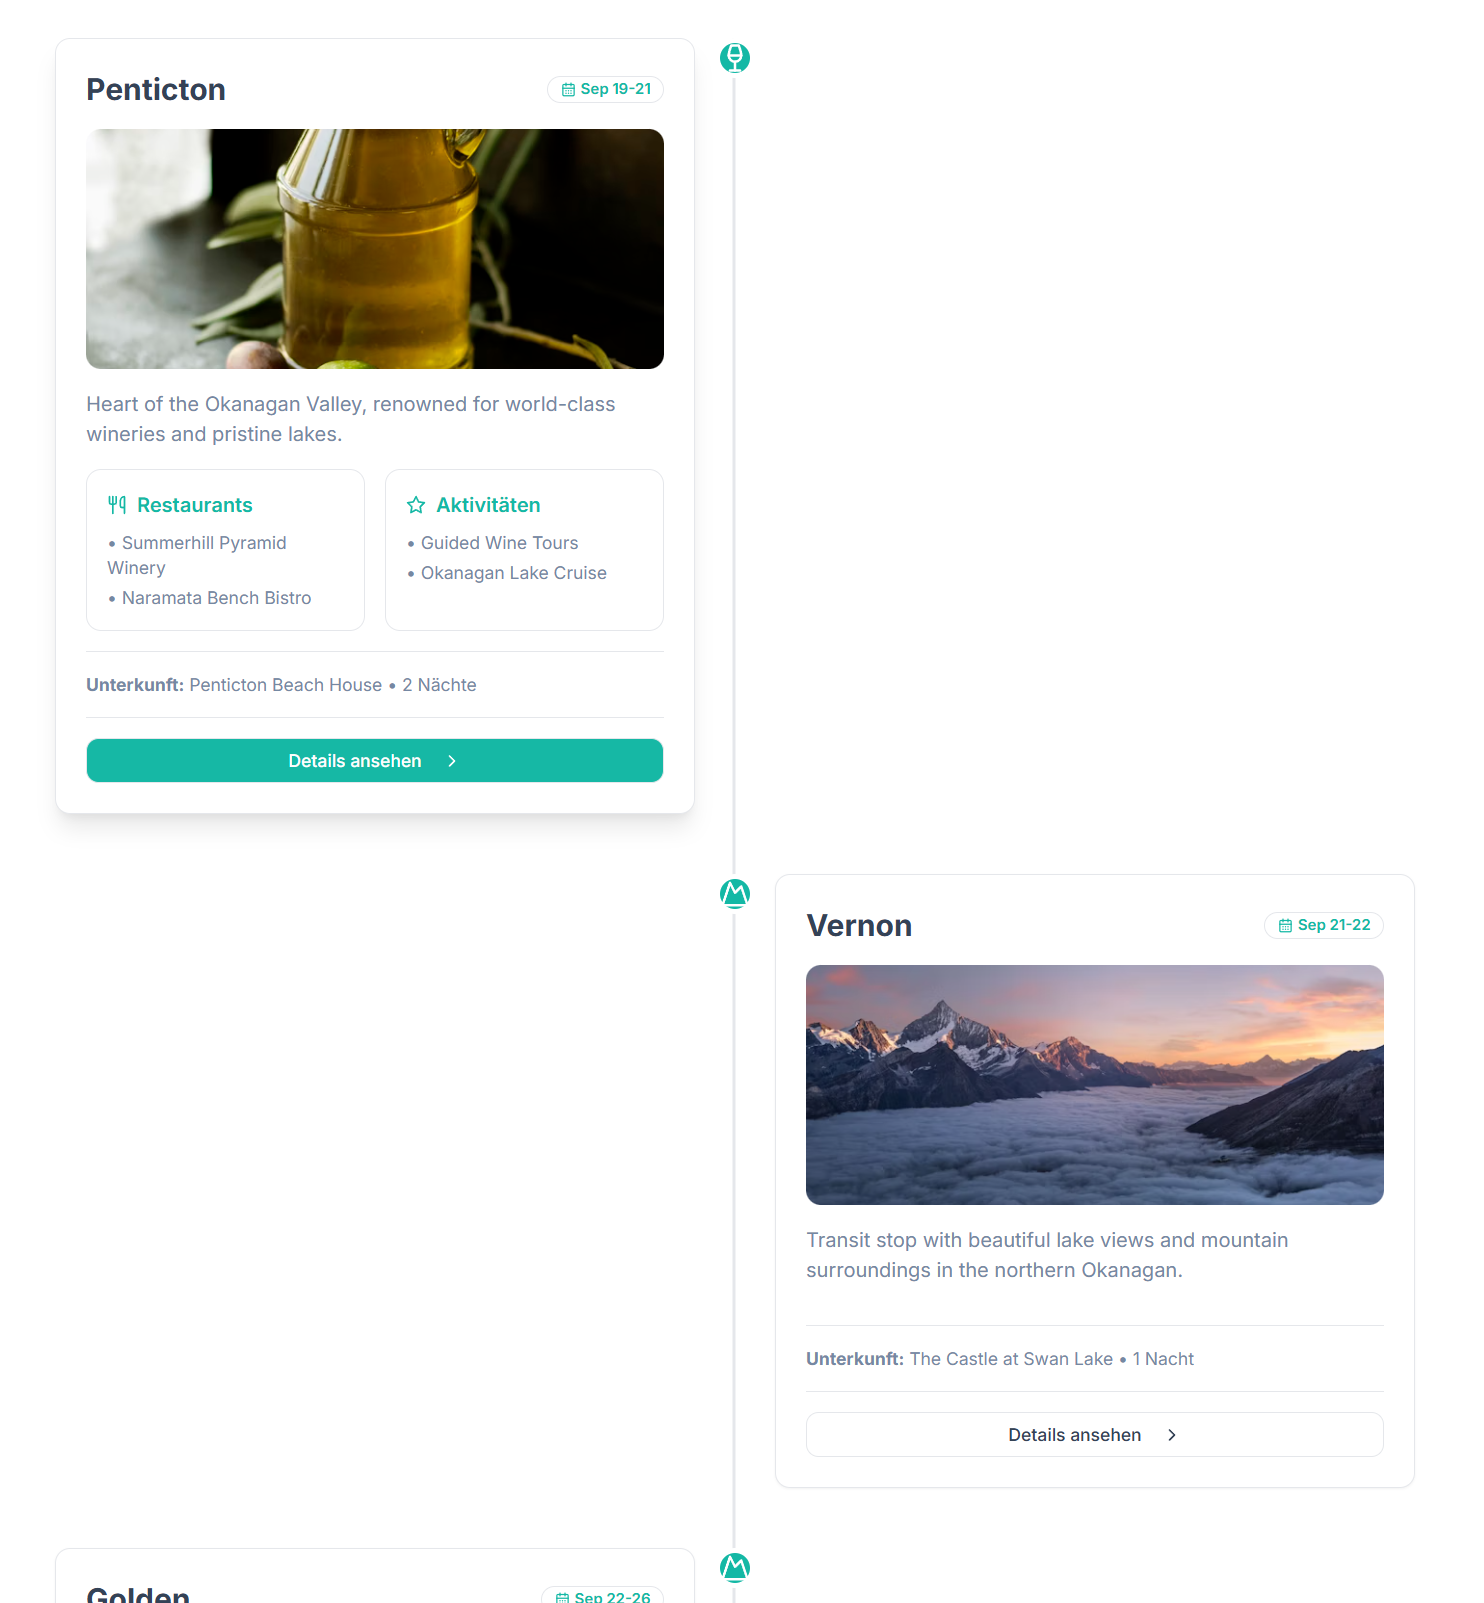 Penticton
Sep 19-21
Heart of the Okanagan Valley, renowned for world-class
wineries and pristine lakes.
Restaurants
• Summerhill Pyramid
Winery
• Naramata Bench Bistro
Aktivitäten
• Guided Wine Tours
• Okanagan Lake Cruise
Unterkunft: Penticton Beach House • 2 Nächte
Details ansehen
Vernon
Sep 21-22
Transit stop with beautiful lake views and mountain
surroundings in the northern Okanagan.
Unterkunft: The Castle at Swan Lake • 1 Nacht
Details ansehen
Golden
Sep 22-26